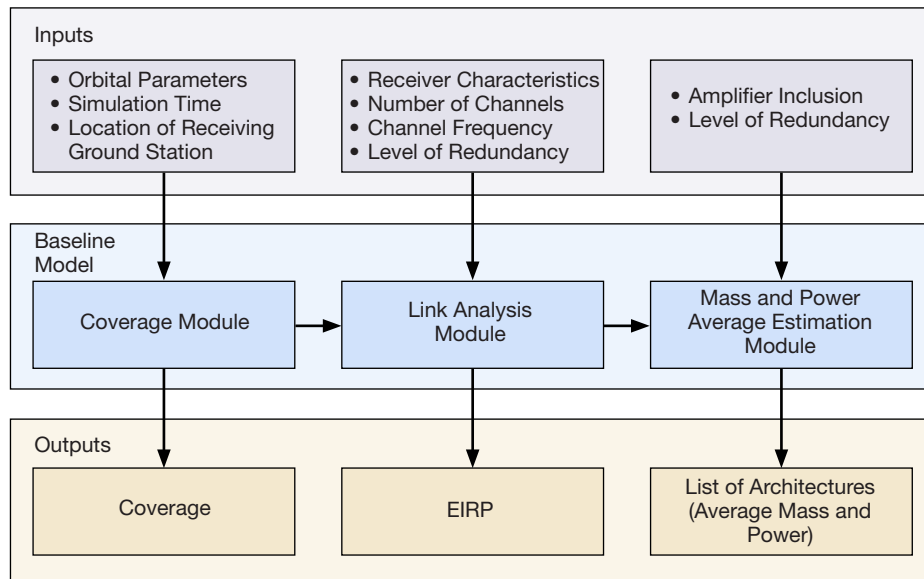 Inputs
• Orbital Parameters
• Simulation Time
• Location of Receiving
Ground Station
• Receiver Characteristics
• Number of Channels
• Channel Frequency
• Level of Redundancy
• Amplifier Inclusion
• Level of Redundancy
Baseline
Model
Coverage Module
Link Analysis
Module
Mass and Power
Average Estimation
Module
Outputs
Coverage
EIRP
List of Architectures
(Average Mass and
Power)